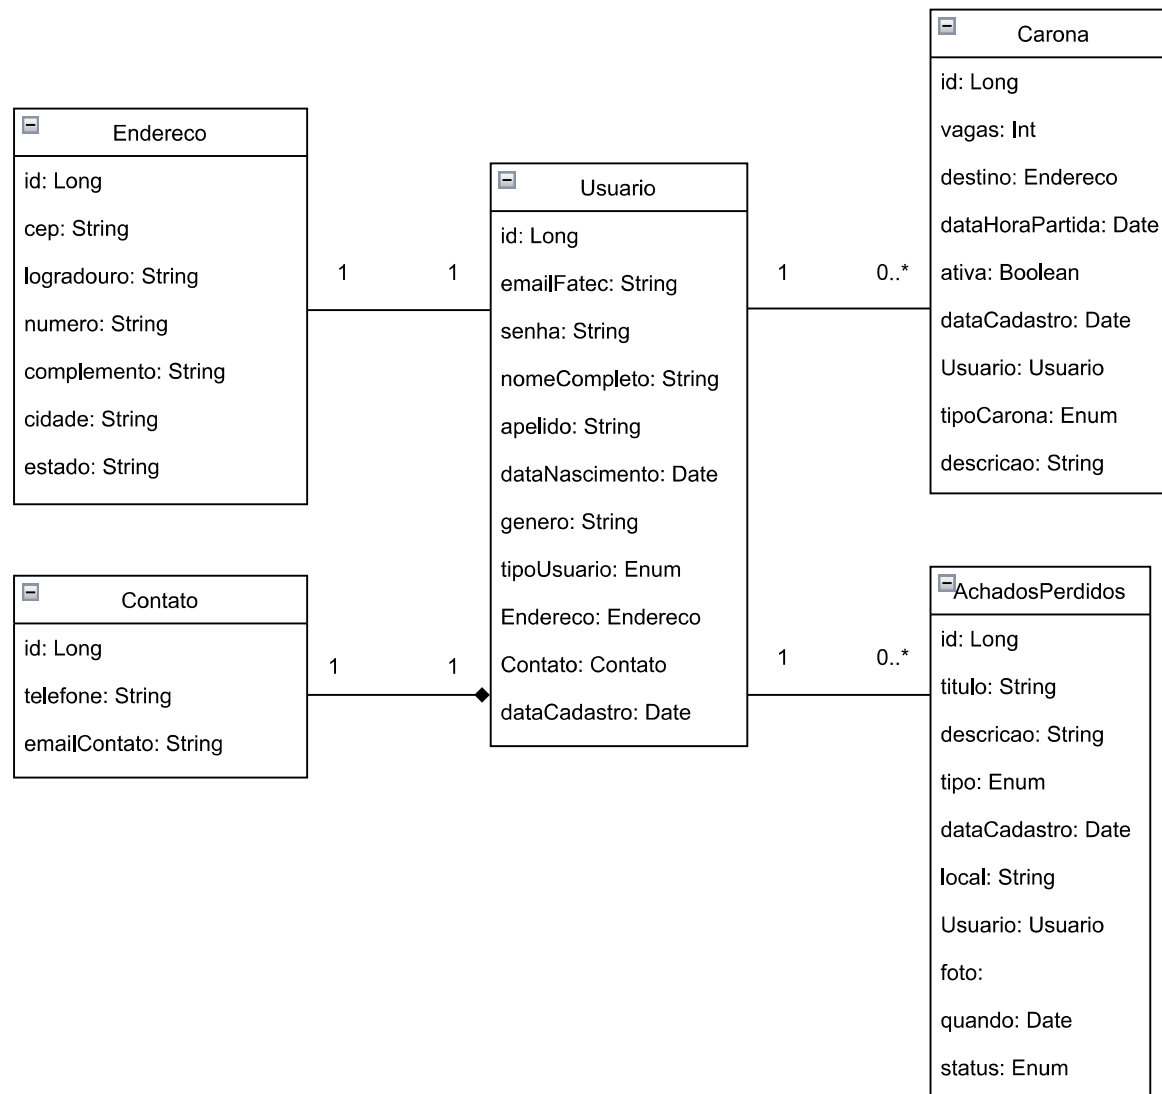 Endereco
id: Long
cep: String
logradouro: String
numero: String
complemento: String
cidade: String
estado: String
1
1
Contato
id: Long
telefone: String
emailContato: String
1
1
Usuario
id: Long
emailFatec: String
senha: String
nomeCompleto: String
apelido: String
dataNascimento: Date
genero: String
tipoUsuario: Enum
Endereco: Endereco
Contato: Contato
dataCadastro: Date
1
0..*
Carona
id: Long
vagas: Int
destino: Endereco
dataHoraPartida: Date
ativa: Boolean
dataCadastro: Date
Usuario: Usuario
tipoCarona: Enum
descricao: String
1
0..*
AchadosPerdidos
id: Long
titulo: String
descricao: String
tipo: Enum
dataCadastro: Date
local: String
Usuario: Usuario
foto:
quando: Date
status: Enum